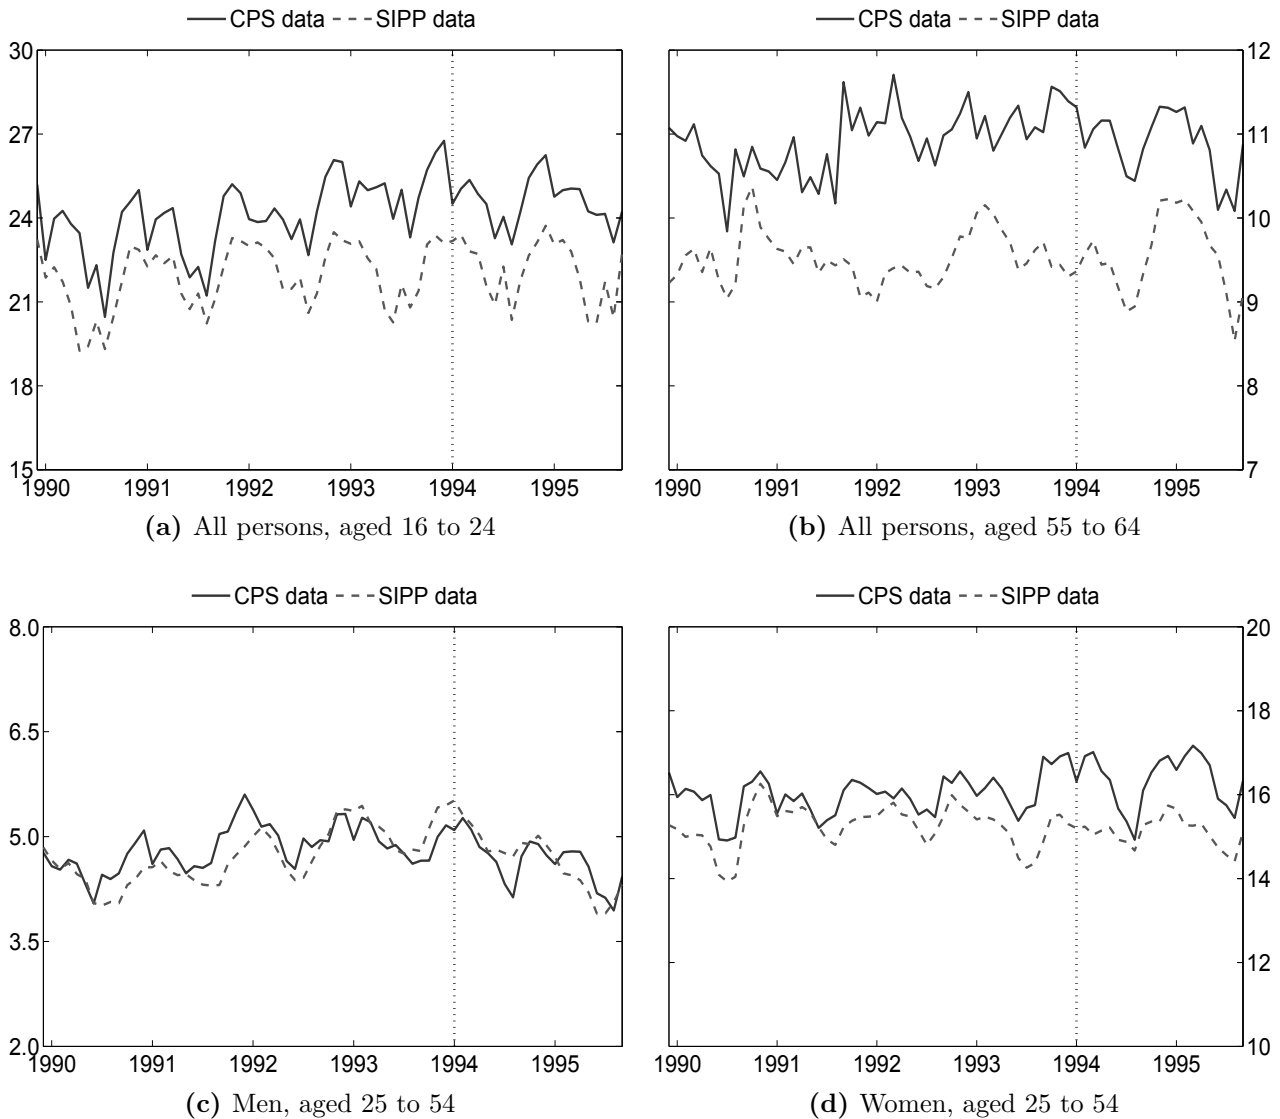 CPS data SIPP data
30
27
24
21
18
15
1990 1991 1992 1993 1994 1995
(a) All persons, aged 16 to 24
CPS data SIPP data
12
11
10
9
8
7
1990 1991 1992 1993 1994 1995
(b) All persons, aged 55 to 64
CPS data SIPP data
8.0
6.5
5.0
3.5
2.0
1990 1991 1992 1993 1994 1995
(c) Men, aged 25 to 54
CPS data SIPP data
20
18
16
14
12
10
1990 1991 1992 1993 1994 1995
(d) Women, aged 25 to 54